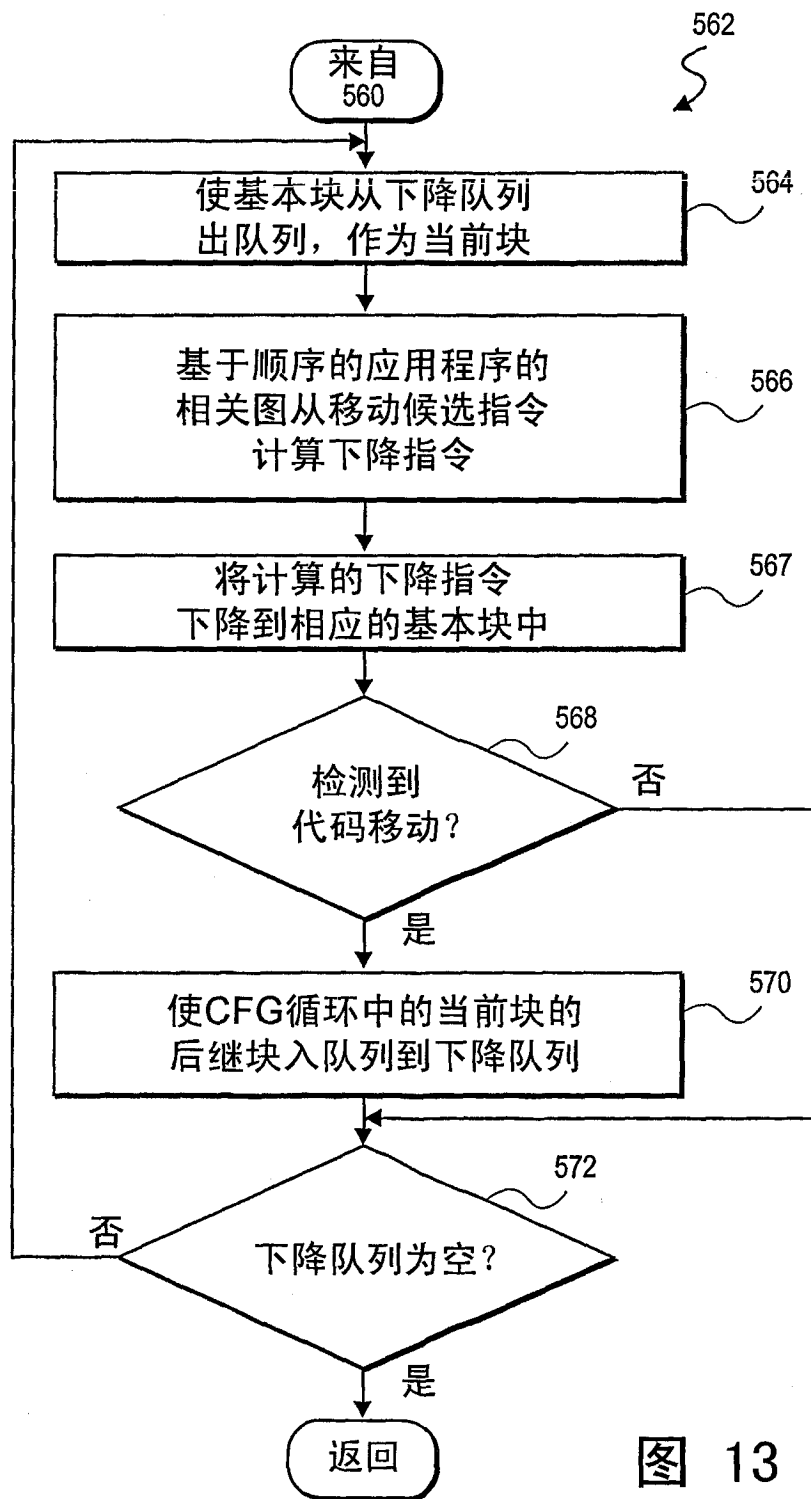 562
来自
560
使基本块从下降队列
出队列，作为当前块
564
基于顺序的应用程序的
相关图从移动候选指令
计算下降指令
566
将计算的下降指令
下降到相应的基本块中
567
568
检测到
代码移动？
否
是
使CFG循环中的当前块的
后继块入队列到下降队列
570
572
下降队列为空？
否
是
返回
图 13